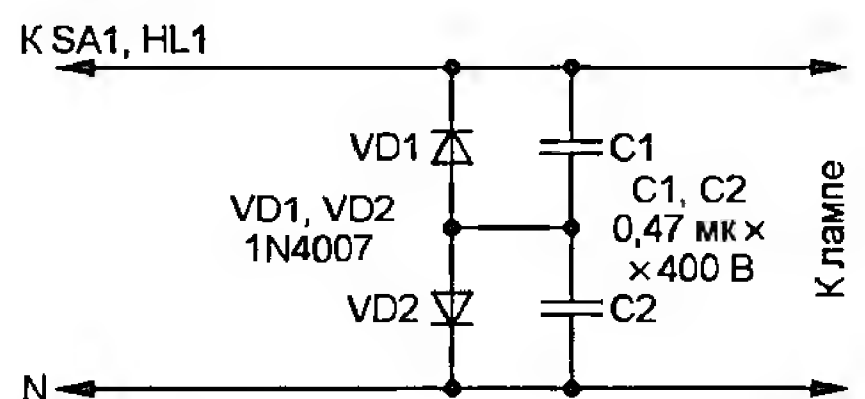 К SA1, HL1
VD1
C1
VD1, VD2
1N4007
C1, C2
0,47 мк ×
× 400 В
К лампе
VD2
C2
N